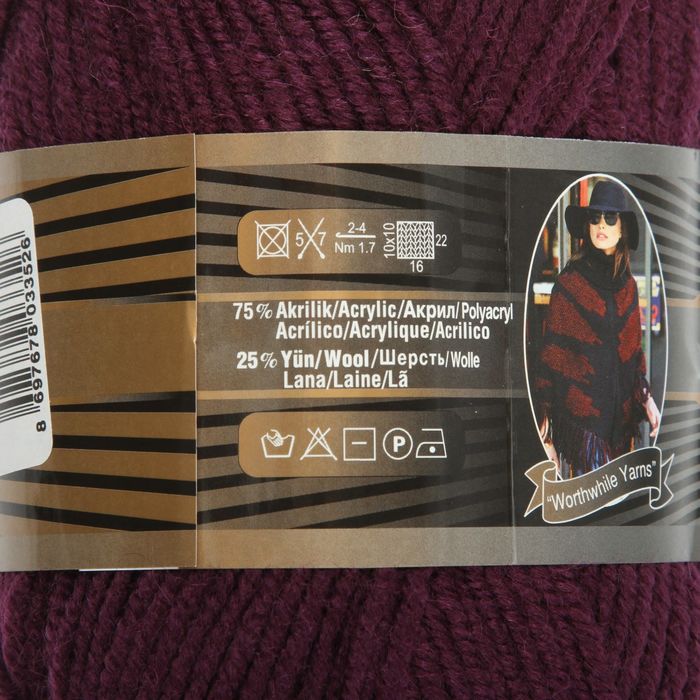 5 7
2-4
Nm 1.7
10x10
22
16
75% Akrilik/Acrylic/Акрил/Polyacryl
Acrílico/Acrylique/Acrilico
25% Yün/Wool/Шерсть/Wolle
Lana/Laine/Lã
P
"Worthwhile Yarns"
8 697678 033526